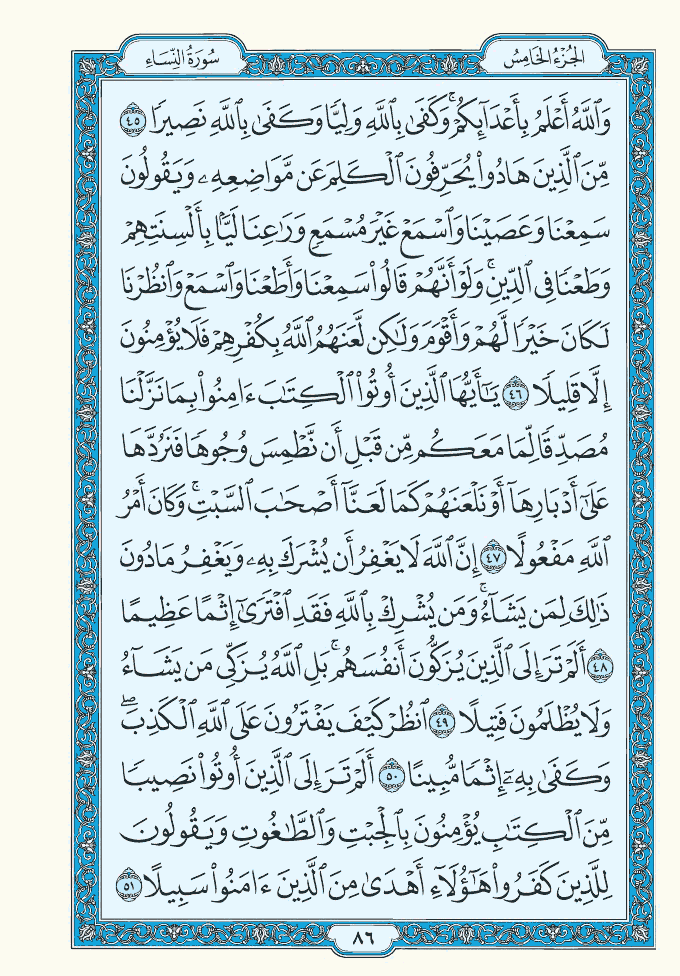 الجُزْءُ الخَامِسُ
سُورَةُ النِّسَاءِ
وَٱللَّهُ أَعْلَمُ بِأَعْدَآئِكُمْۚ وَكَفَىٰ بِٱللَّهِ وَلِيًّا وَكَفَىٰ بِٱللَّهِ نَصِيرًا ٤٥
مِّنَ ٱلَّذِينَ هَادُوا۟ يُحَرِّفُونَ ٱلْكَلِمَ عَن مَّوَاضِعِهِۦ وَيَقُولُونَ
سَمِعْنَا وَعَصَيْنَا وَٱسْمَعْ غَيْرَ مُسْمَعٍ وَرَٰعِنَا لَيًّۢا بِأَلْسِنَتِهِمْ
وَطَعْنًا فِى ٱلدِّينِۚ وَلَوْ أَنَّهُمْ قَالُوا۟ سَمِعْنَا وَأَطَعْنَا وَٱسْمَعْ وَٱنظُرْنَا
لَكَانَ خَيْرًا لَّهُمْ وَأَقْوَمَ وَلَٰكِن لَّعَنَهُمُ ٱللَّهُ بِكُفْرِهِمْ فَلَا يُؤْمِنُونَ
إِلَّا قَلِيلًا ٤٦ يَٰٓأَيُّهَا ٱلَّذِينَ أُوتُوا۟ ٱلْكِتَٰبَ ءَامِنُوا۟ بِمَا نَزَّلْنَا
مُصَدِّقًا لِّمَا مَعَكُم مِّن قَبْلِ أَن نَّطْمِسَ وُجُوهًا فَنَرُدَّهَا
عَلَىٰٓ أَدْبَارِهَآ أَوْ نَلْعَنَهُمْ كَمَا لَعَنَّآ أَصْحَٰبَ ٱلسَّبْتِۚ وَكَانَ أَمْرُ
ٱللَّهِ مَفْعُولًا ٤٧ إِنَّ ٱللَّهَ لَا يَغْفِرُ أَن يُشْرَكَ بِهِۦ وَيَغْفِرُ مَا دُونَ
ذَٰلِكَ لِمَن يَشَآءُۚ وَمَن يُشْرِكْ بِٱللَّهِ فَقَدِ ٱفْتَرَىٰٓ إِثْمًا عَظِيمًا
٤٨ أَلَمْ تَرَ إِلَى ٱلَّذِينَ يُزَكُّونَ أَنفُسَهُمۚ بَلِ ٱللَّهُ يُزَكِّى مَن يَشَآءُ
وَلَا يُظْلَمُونَ فَتِيلًا ٤٩ ٱنظُرْ كَيْفَ يَفْتَرُونَ عَلَى ٱللَّهِ ٱلْكَذِبَۖ
وَكَفَىٰ بِهِۦٓ إِثْمًا مُّبِينًا ٥٠ أَلَمْ تَرَ إِلَى ٱلَّذِينَ أُوتُوا۟ نَصِيبًا
مِّنَ ٱلْكِتَٰبِ يُؤْمِنُونَ بِٱلْجِبْتِ وَٱلطَّٰغُوتِ وَيَقُولُونَ
لِلَّذِينَ كَفَرُوا۟ هَٰٓؤُلَآءِ أَهْدَىٰ مِنَ ٱلَّذِينَ ءَامَنُوا۟ سَبِيلًا ٥١
٨٦